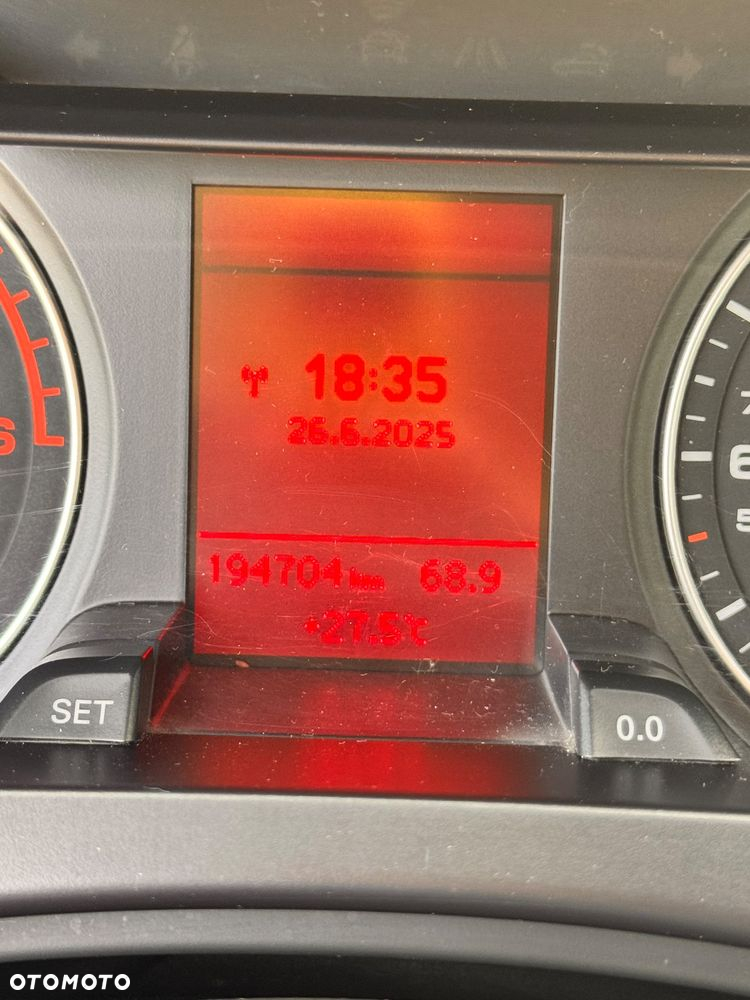 18:35
26.6.2025
194704 km 68.9
+27.5°C
SET
0.0
OTOMOTO